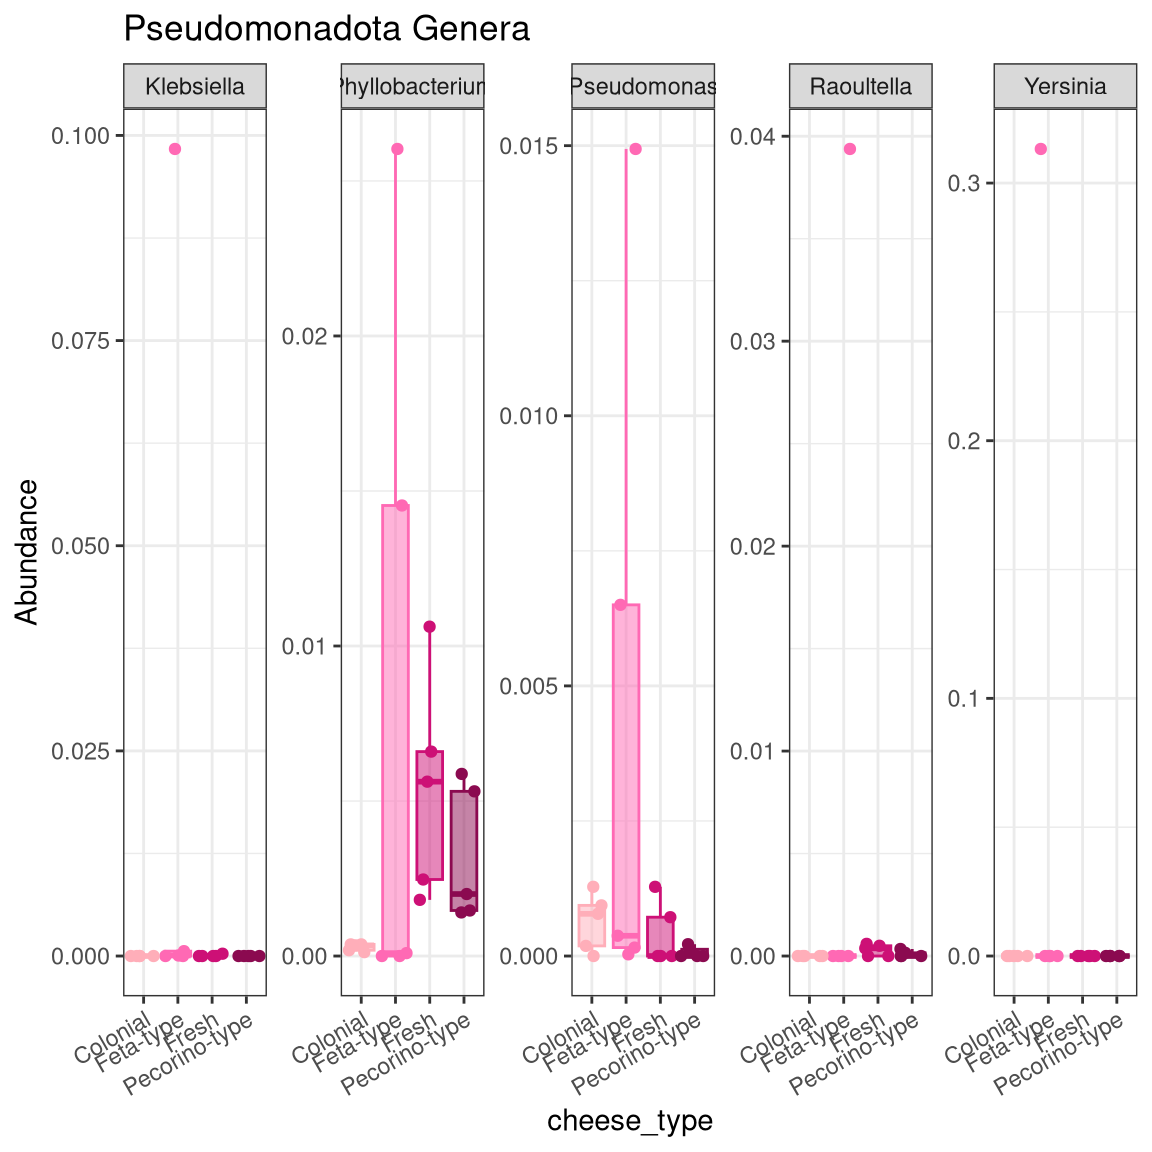 Pseudomonadota Genera
Klebsiella
Phyllobacterium
Pseudomonas
Raoultella
Yersinia
Abundance
0.100
0.075
0.050
0.025
0.000
0.02
0.01
0.00
0.015
0.010
0.005
0.000
0.04
0.03
0.02
0.01
0.00
0.3
0.2
0.1
0.0
Colonial
Feta-type
Fresh
Pecorino-type
Colonial
Feta-type
Fresh
Pecorino-type
Colonial
Feta-type
Fresh
Pecorino-type
Colonial
Feta-type
Fresh
Pecorino-type
Colonial
Feta-type
Fresh
Pecorino-type
cheese_type